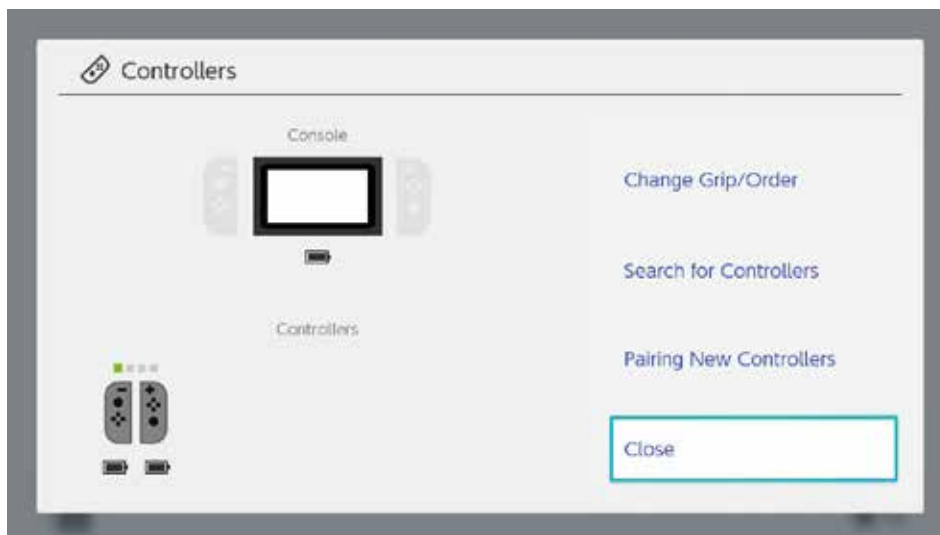 Controllers
Console
Change Grip/Order
Search for Controllers
Controllers
Pairing New Controllers
Close